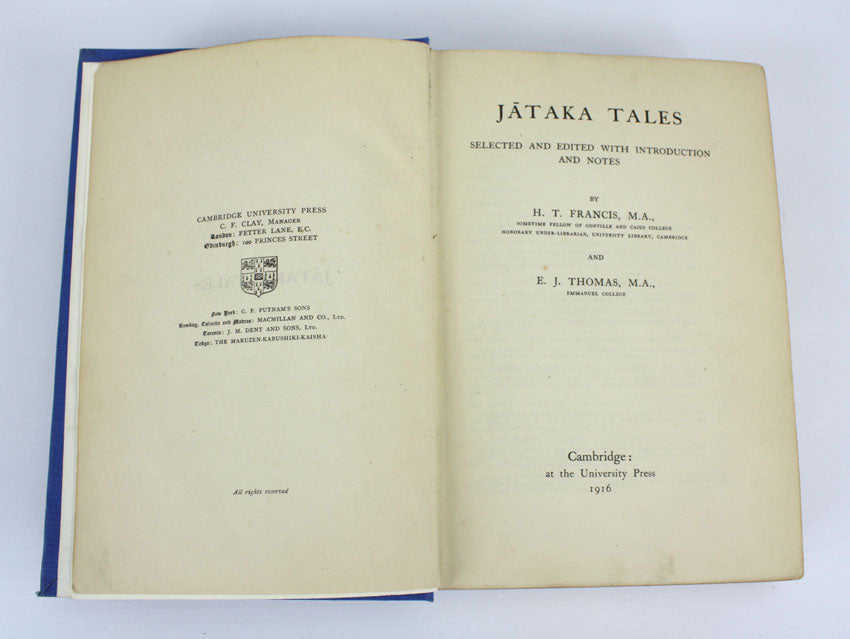 CAMBRIDGE UNIVERSITY PRESS
C. F. CLAY, MANAGER
London: FETTER LANE, E.C.
Edinburgh: 100 PRINCES STREET
New York: G. P. PUTNAM'S SONS
Bombay, Calcutta and Madras: MACMILLAN AND CO., LTD.
Toronto: J. M. DENT AND SONS, LTD.
Tokyo: THE MARUZEN-KABUSHIKI-KAISHA
All rights reserved
JĀTAKA TALES
SELECTED AND EDITED WITH INTRODUCTION
AND NOTES
BY
H. T. FRANCIS, M.A.,
SOMETIME FELLOW OF GONVILLE AND CAIUS COLLEGE
HONORARY UNDER-LIBRARIAN, UNIVERSITY LIBRARY, CAMBRIDGE
AND
E. J. THOMAS, M.A.,
EMMANUEL COLLEGE
Cambridge:
at the University Press
1916